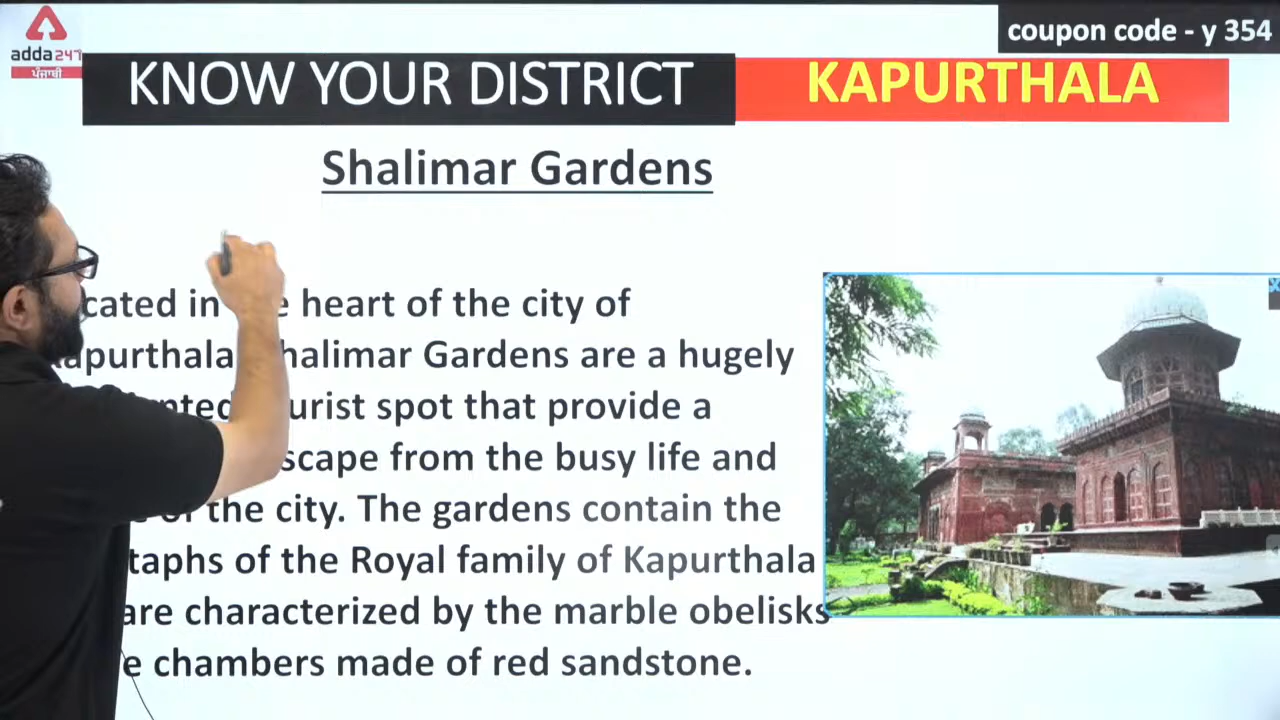 adda247
ਪੰਜਾਬੀ
coupon code - y 354
KNOW YOUR DISTRICT
KAPURTHALA
Shalimar Gardens
cated in e heart of the city of
apurthala halimar Gardens are a hugely
nted urist spot that provide a
scape from the busy life and
of the city. The gardens contain the
taphs of the Royal family of Kapurthala
are characterized by the marble obelisks
e chambers made of red sandstone.